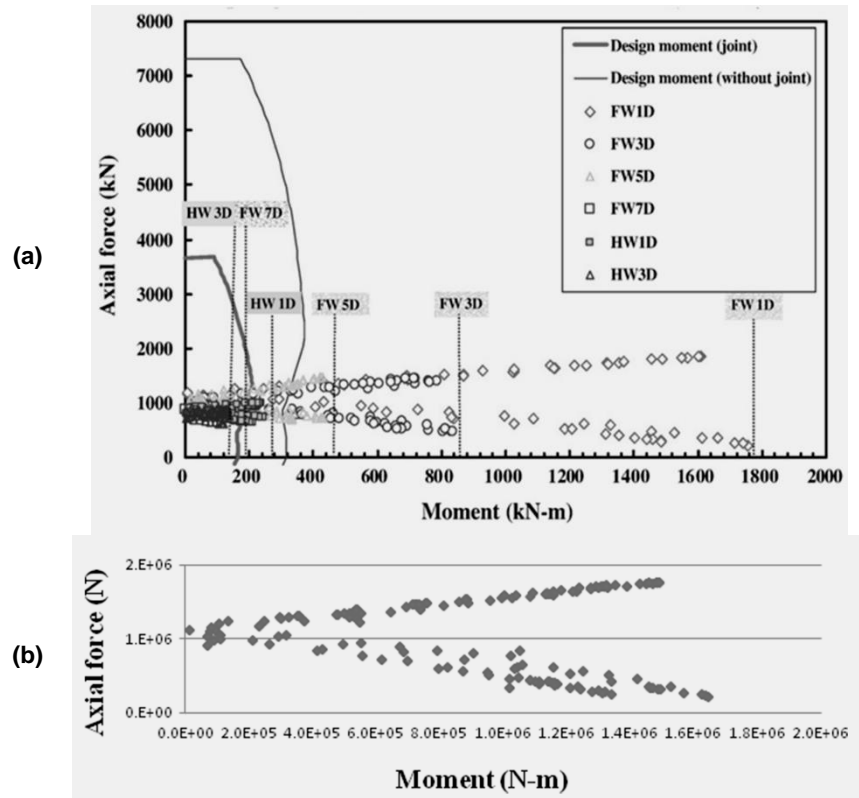 (a)
8000
7000
6000
5000
4000
3000
2000
1000
0
Axial force (kN)
Design moment (joint)
Design moment (without joint)
FW1D
FW3D
FW5D
FW7D
HW1D
HW3D
HW 3D
FW 7D
HW 1D
FW 5D
FW 3D
FW 1D
0 200 400 600 800 1000 1200 1400 1600 1800 2000
Moment (kN-m)
(b)
Axial force (N)
2.E+06
1.E+06
0.E+00
0.0E+00 2.0E+05 4.0E+05 6.0E+05 8.0E+05 1.0E+06 1.2E+06 1.4E+06 1.6E+06 1.8E+06 2.0E+06
Moment (N-m)